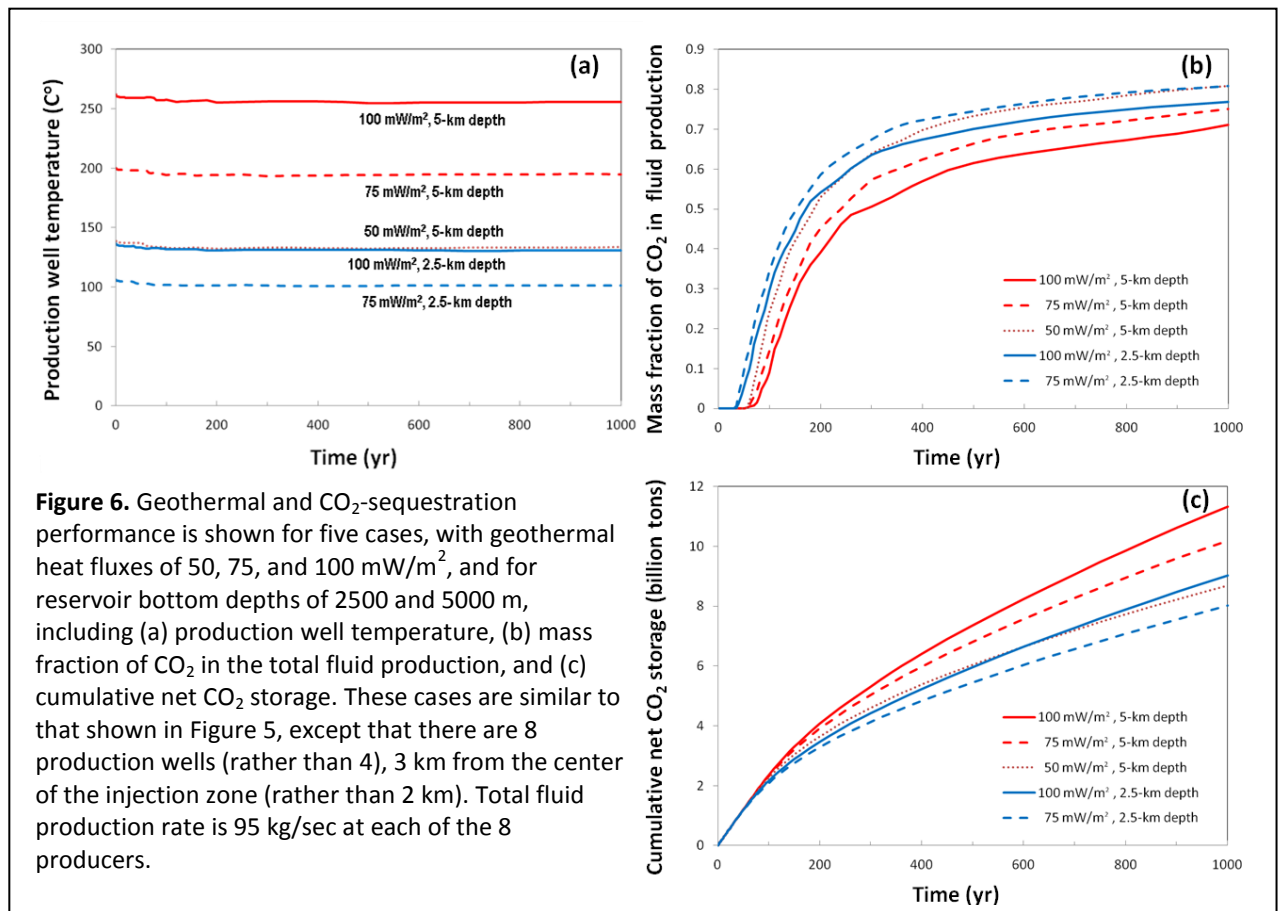 (a)
Production well temperature (C°)
300
250
200
150
100
50
0
100 mW/m², 5-km depth
75 mW/m², 5-km depth
50 mW/m², 5-km depth
100 mW/m², 2.5-km depth
75 mW/m², 2.5-km depth
0 200 400 600 800 1000
Time (yr)
(b)
Mass fraction of CO₂ in fluid production
0.9
0.8
0.7
0.6
0.5
0.4
0.3
0.2
0.1
0
100 mW/m² , 5-km depth
75 mW/m² , 5-km depth
50 mW/m² , 5-km depth
100 mW/m² , 2.5-km depth
75 mW/m² , 2.5-km depth
0 200 400 600 800 1000
Time (yr)
Figure 6. Geothermal and CO₂-sequestration
performance is shown for five cases, with geothermal
heat fluxes of 50, 75, and 100 mW/m², and for
reservoir bottom depths of 2500 and 5000 m,
including (a) production well temperature, (b) mass
fraction of CO₂ in the total fluid production, and (c)
cumulative net CO₂ storage. These cases are similar to
that shown in Figure 5, except that there are 8
production wells (rather than 4), 3 km from the center
of the injection zone (rather than 2 km). Total fluid
production rate is 95 kg/sec at each of the 8
producers.
(c)
Cumulative net CO₂ storage (billion tons)
12
10
8
6
4
2
0
100 mW/m² , 5-km depth
75 mW/m² , 5-km depth
50 mW/m² , 5-km depth
100 mW/m² , 2.5-km depth
75 mW/m² , 2.5-km depth
0 200 400 600 800 1000
Time (yr)